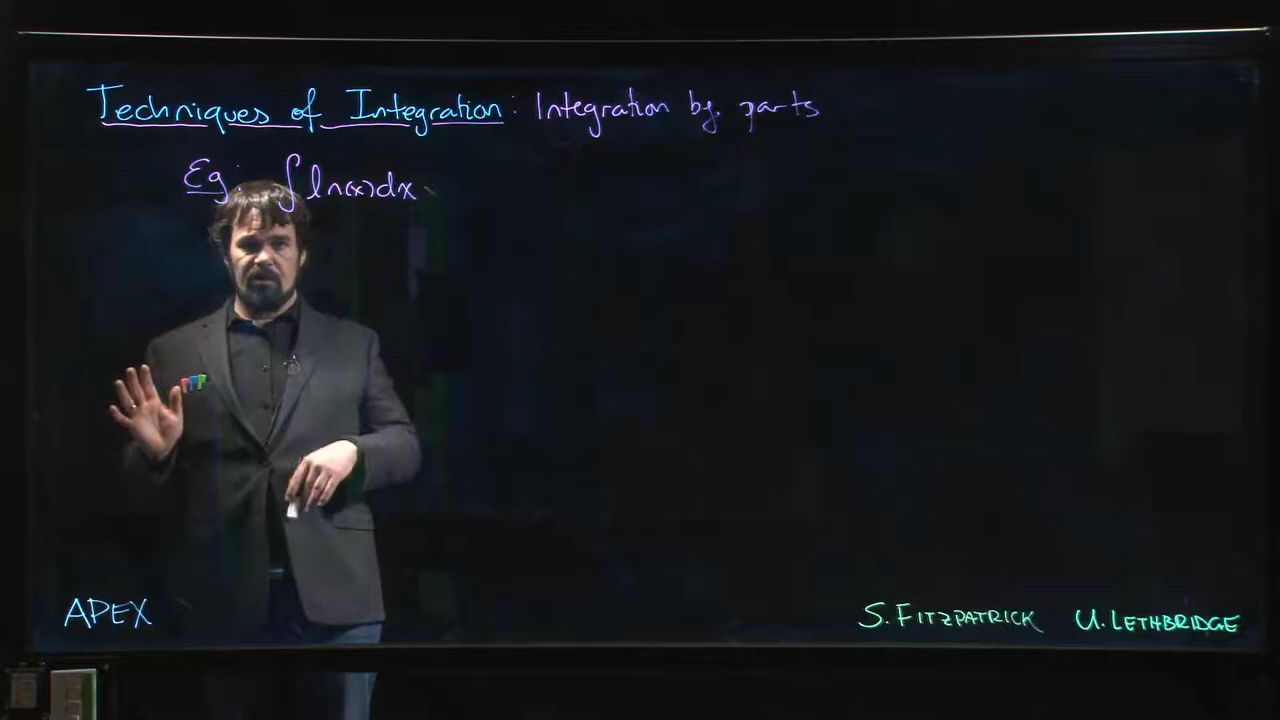 Techniques of Integration: Integration by parts
Eg: ∫ ln(x)dx
APEX
S. FITZPATRICK U. LETHBRIDGE